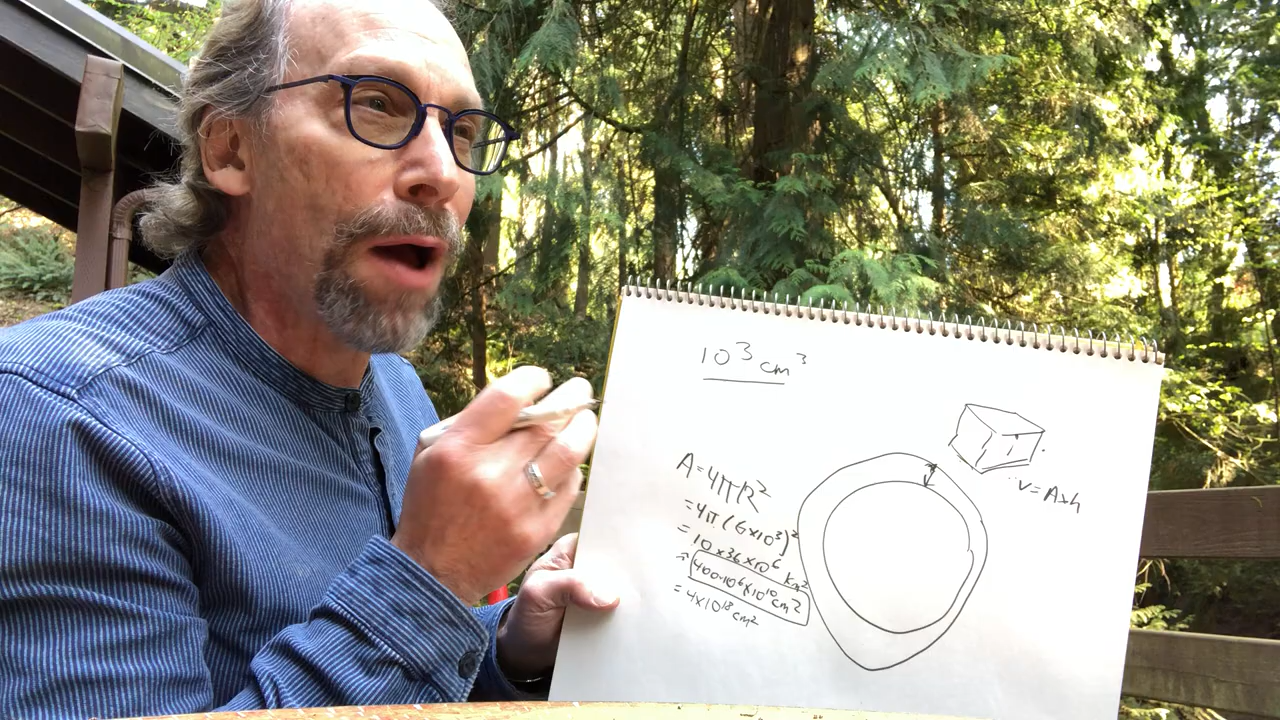 10³ cm³
V = A×h
A = 4πR²
= 4π (6×10³)²
= 10×36×10⁶ km²
400×10⁶×10¹⁰ cm²
= 4×10¹⁸ cm²